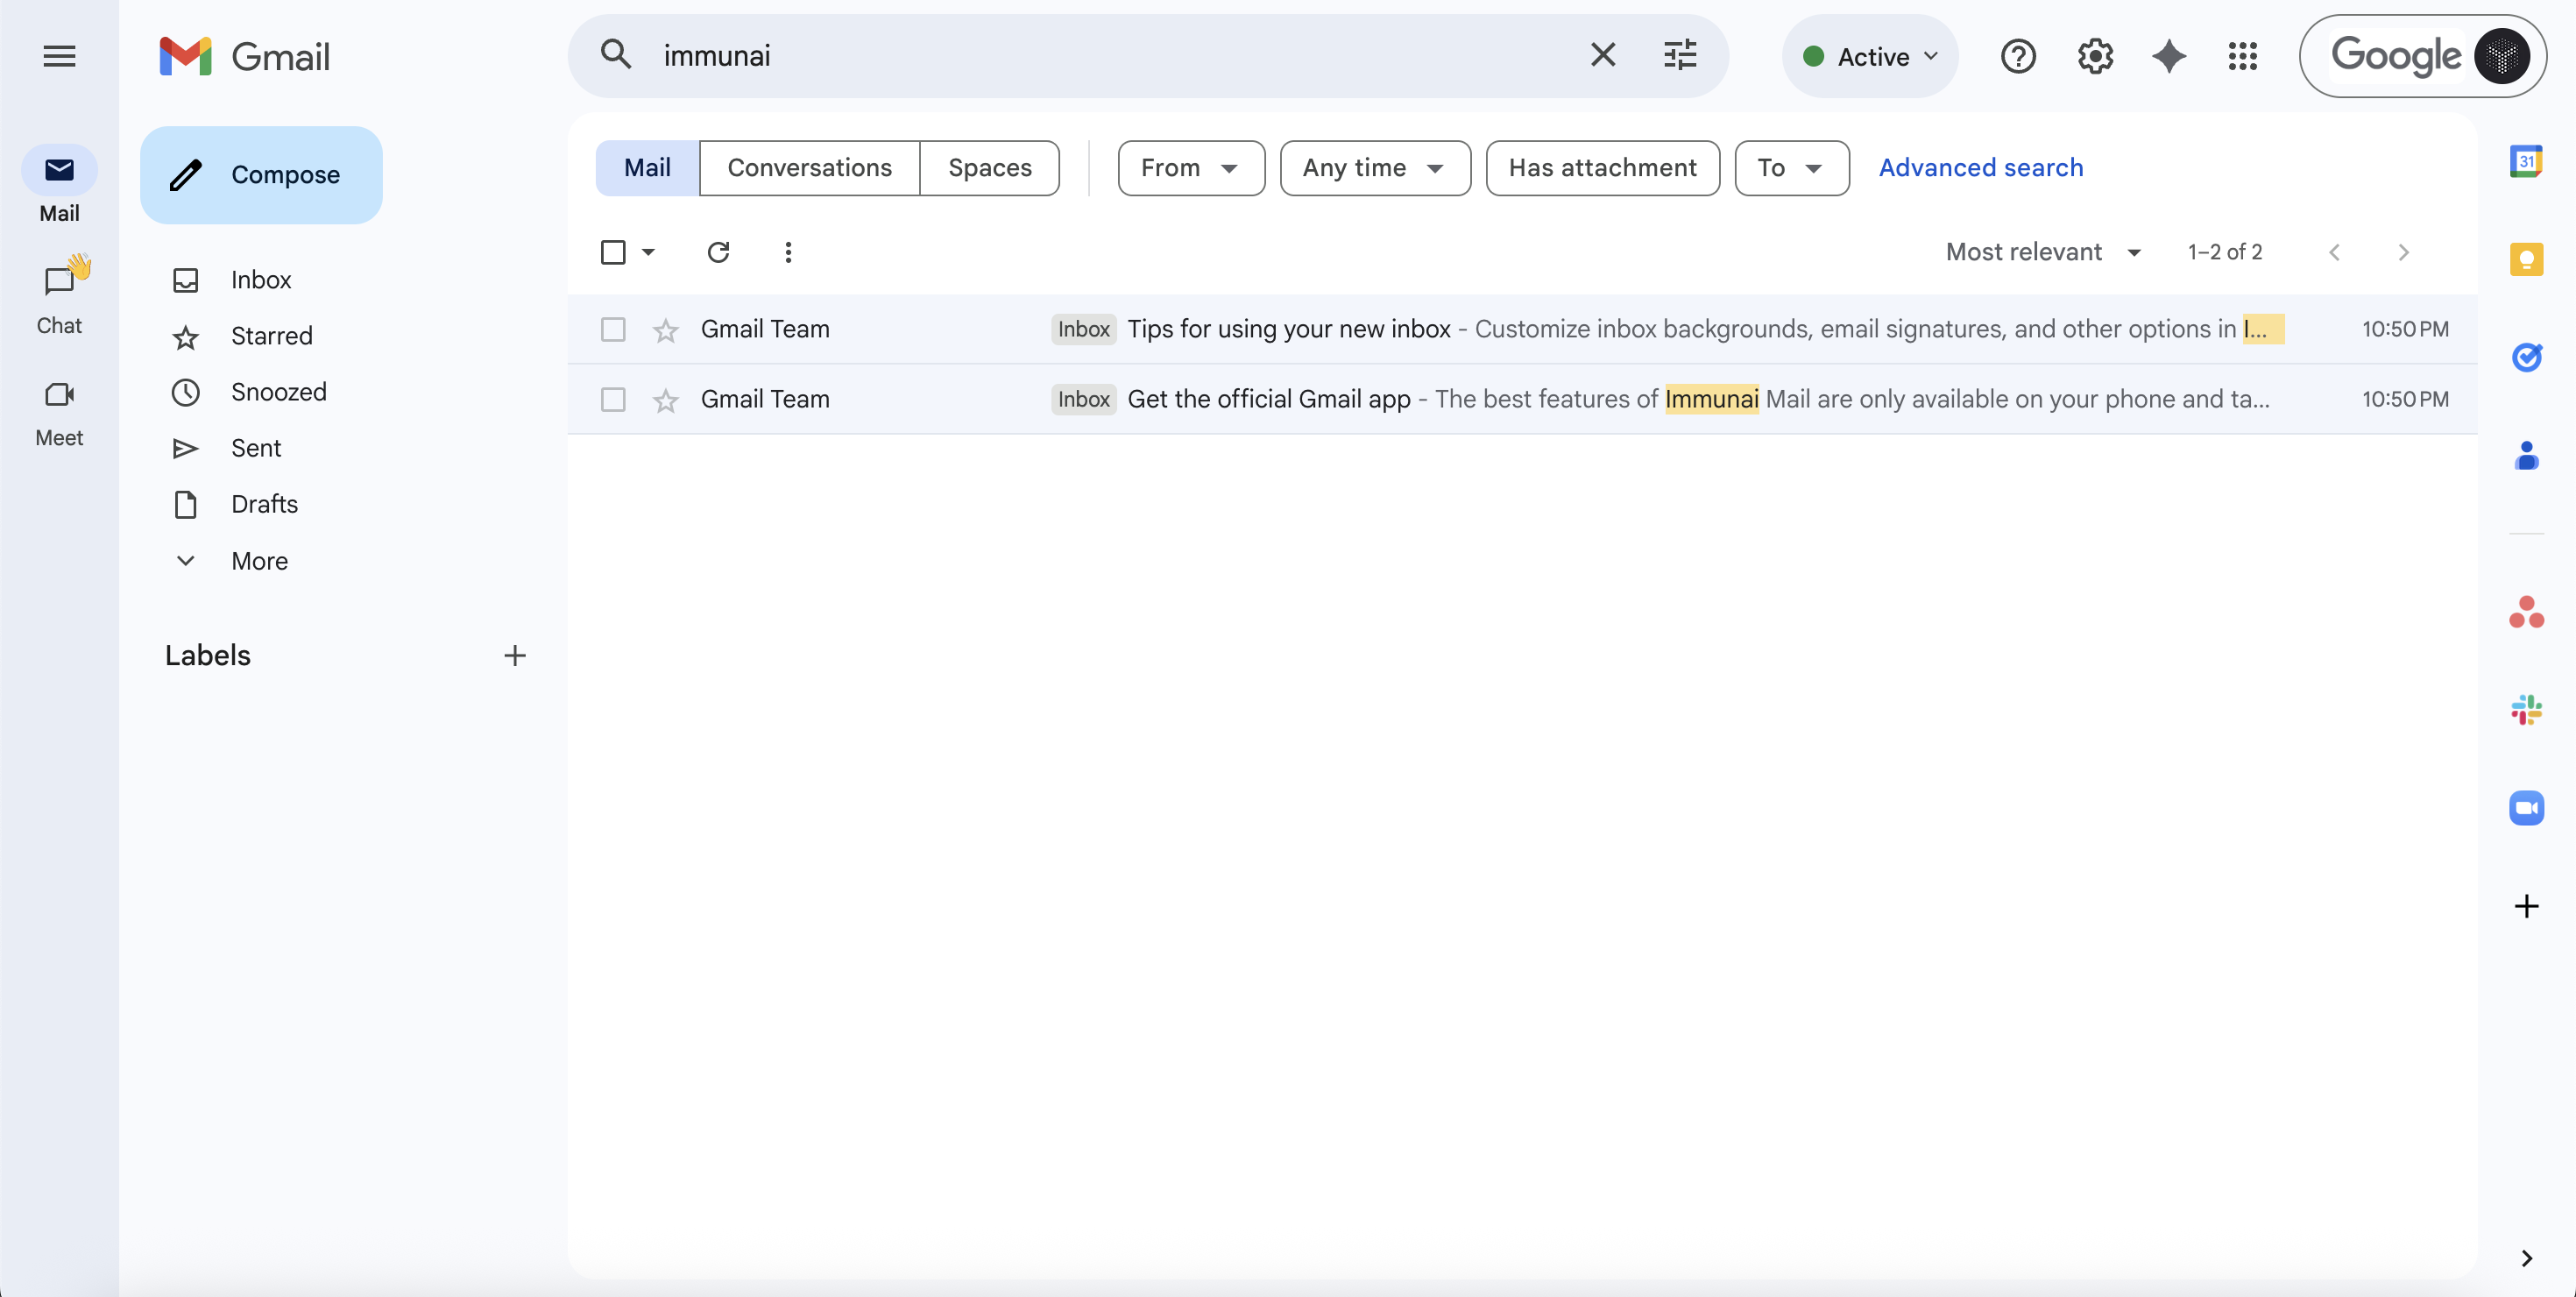 Gmail
immunai
Active
Google
Mail
Chat
Meet
Compose
Inbox
Starred
Snoozed
Sent
Drafts
More
Labels
Mail Conversations Spaces From Any time Has attachment To Advanced search
Most relevant 1–2 of 2
Gmail Team Inbox Tips for using your new inbox - Customize inbox backgrounds, email signatures, and other options in I... 10:50 PM
Gmail Team Inbox Get the official Gmail app - The best features of Immunai Mail are only available on your phone and ta... 10:50 PM
31